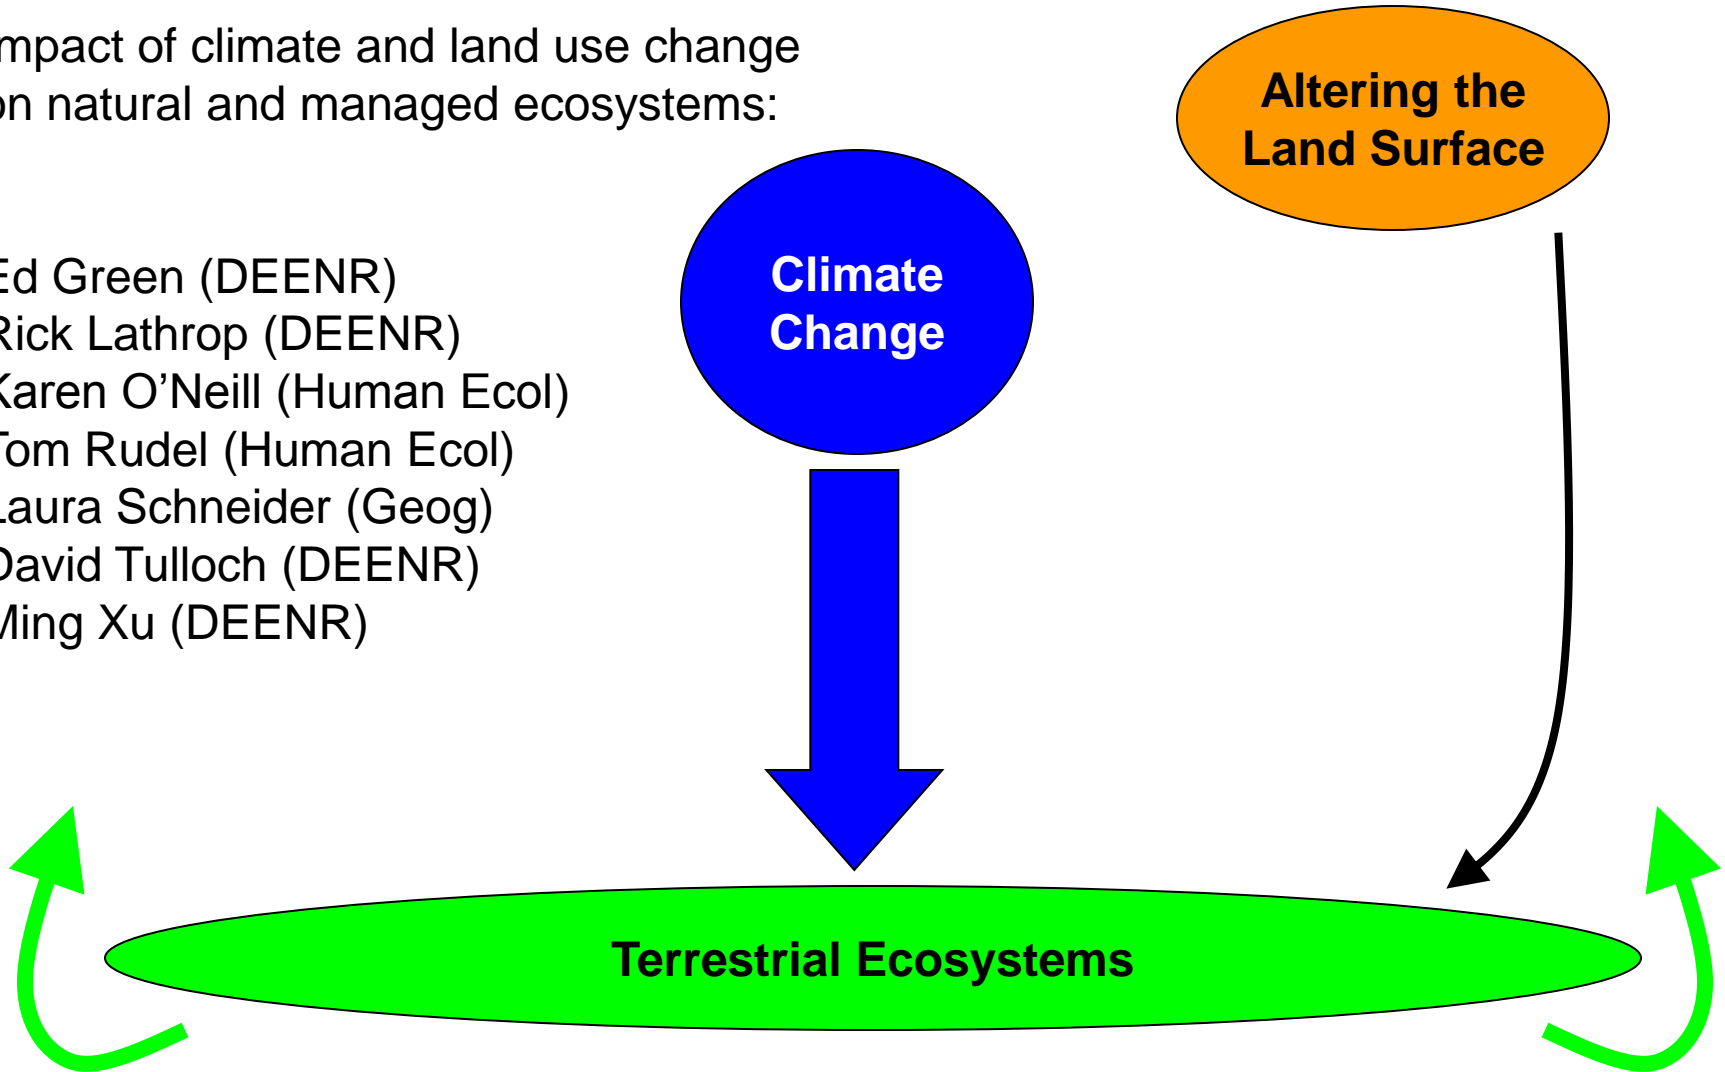 mpact of climate and land use change
on natural and managed ecosystems:
Ed Green (DEENR)
Rick Lathrop (DEENR)
Karen O’Neill (Human Ecol)
Tom Rudel (Human Ecol)
Laura Schneider (Geog)
David Tulloch (DEENR)
Ming Xu (DEENR)
Altering the
Land Surface
Climate
Change
Terrestrial Ecosystems